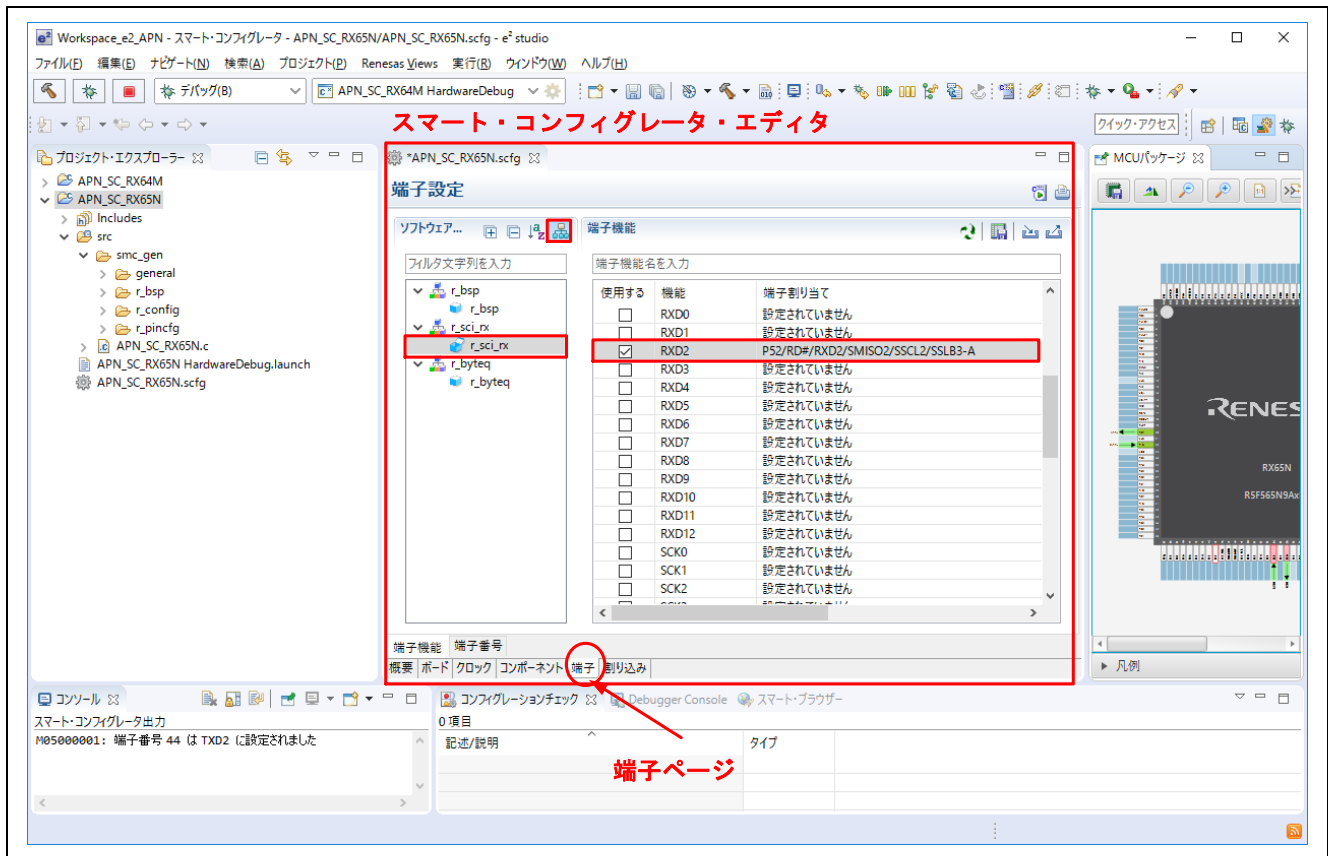 Workspace_e2_APN - スマート・コンフィグレータ - APN_SC_RX65N/APN_SC_RX65N.scfg - e² studio
ファイル(F) 編集(E) ナビゲート(N) 検索(A) プロジェクト(P) Renesas Views 実行(R) ウィンドウ(W) ヘルプ(H)
デバッグ(B) APN_SC_RX64M HardwareDebug
スマート・コンフィグレータ・エディタ
クイック・アクセス
プロジェクト・エクスプローラー
APN_SC_RX64M
APN_SC_RX65N
Includes
src
smc_gen
general
r_bsp
r_config
r_pincfg
APN_SC_RX65N.c
APN_SC_RX65N HardwareDebug.launch
APN_SC_RX65N.scfg
*APN_SC_RX65N.scfg
端子設定
ソフトウェア...
フィルタ文字列を入力
r_bsp
r_bsp
r_sci_rx
r_sci_rx
r_byteq
r_byteq
端子機能
端子機能名を入力
使用する 機能 端子割り当て
RXD0 設定されていません
RXD1 設定されていません
RXD2 P52/RD#/RXD2/SMISO2/SSCL2/SSLB3-A
RXD3 設定されていません
RXD4 設定されていません
RXD5 設定されていません
RXD6 設定されていません
RXD7 設定されていません
RXD8 設定されていません
RXD9 設定されていません
RXD10 設定されていません
RXD11 設定されていません
RXD12 設定されていません
SCK0 設定されていません
SCK1 設定されていません
SCK2 設定されていません
端子機能 端子番号
概要 ボード クロック コンポーネント 端子 割り込み
MCUパッケージ
RENES
RX65N
R5F565N9Ax
凡例
コンソール
スマート・コンフィグレータ出力
M05000001: 端子番号 44 は TXD2 に設定されました
コンフィグレーションチェック Debugger Console スマート・ブラウザー
0 項目
記述/説明 タイプ
端子ページ